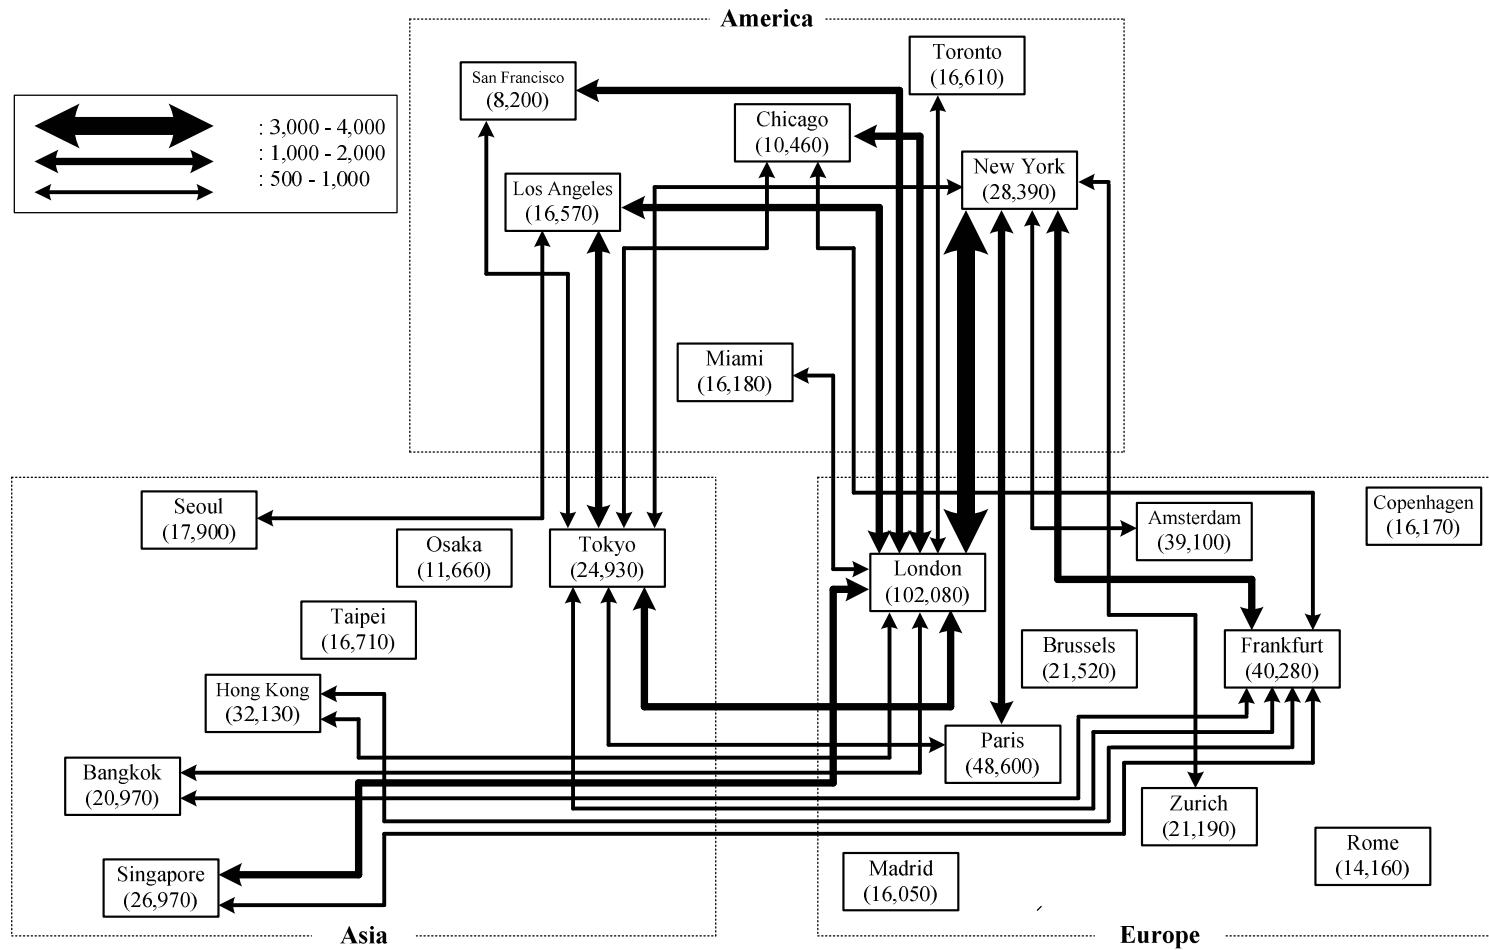 America
Toronto
(16,610)
San Francisco
(8,200)
: 3,000 - 4,000
: 1,000 - 2,000
: 500 - 1,000
Chicago
(10,460)
New York
(28,390)
Los Angeles
(16,570)
Miami
(16,180)
Seoul
(17,900)
Osaka
(11,660)
Tokyo
(24,930)
Taipei
(16,710)
Hong Kong
(32,130)
Bangkok
(20,970)
Singapore
(26,970)
Asia
Copenhagen
(16,170)
Amsterdam
(39,100)
London
(102,080)
Brussels
(21,520)
Frankfurt
(40,280)
Paris
(48,600)
Zurich
(21,190)
Rome
(14,160)
Madrid
(16,050)
Europe